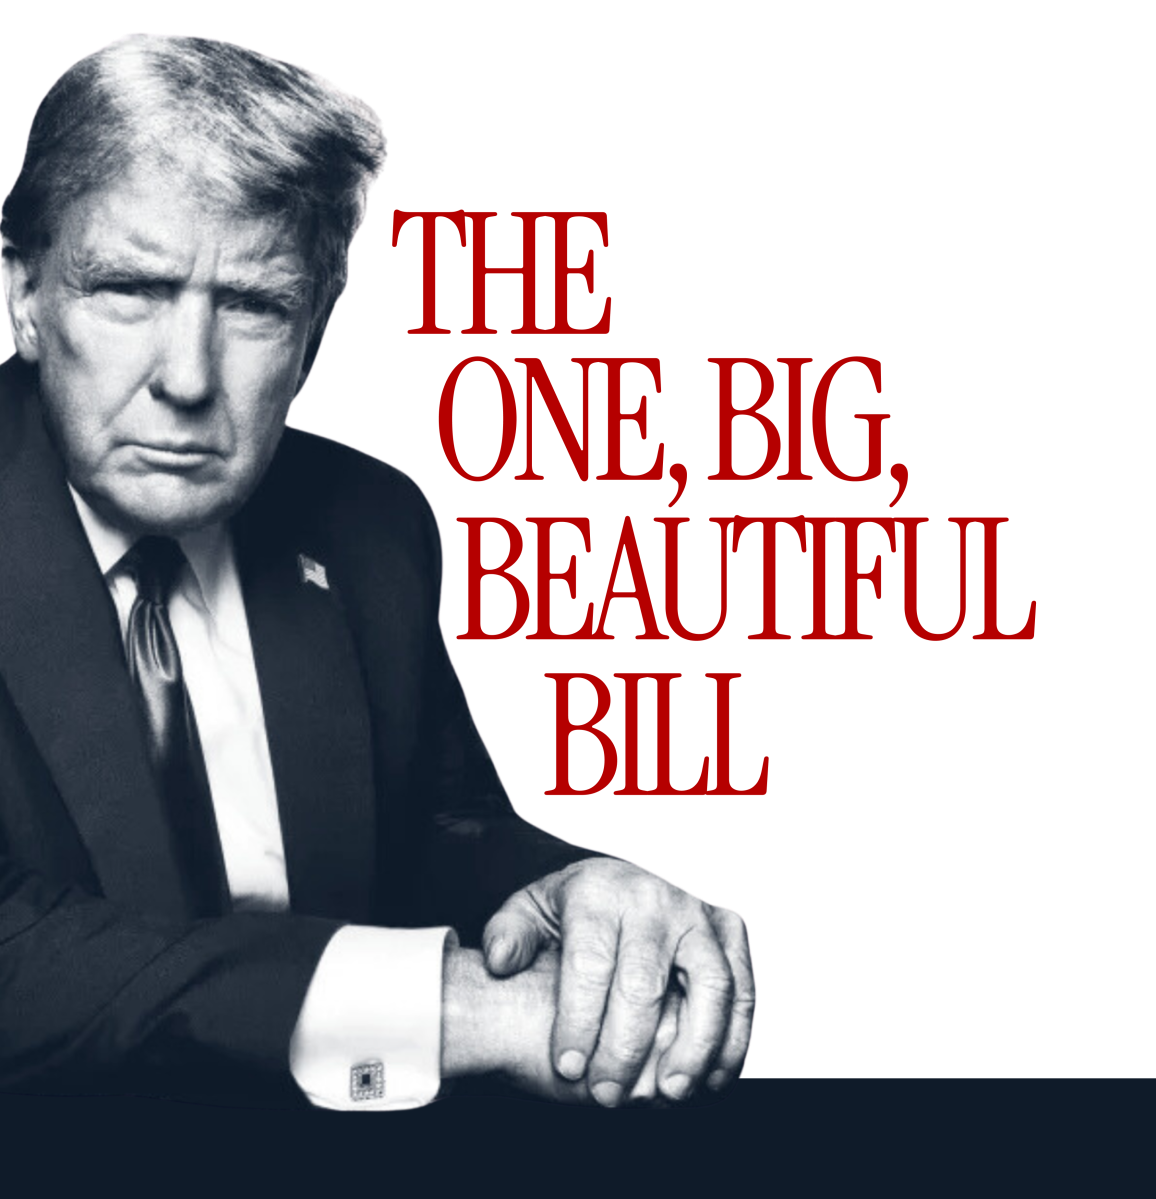 THE
ONE, BIG,
BEAUTIFUL
BILL